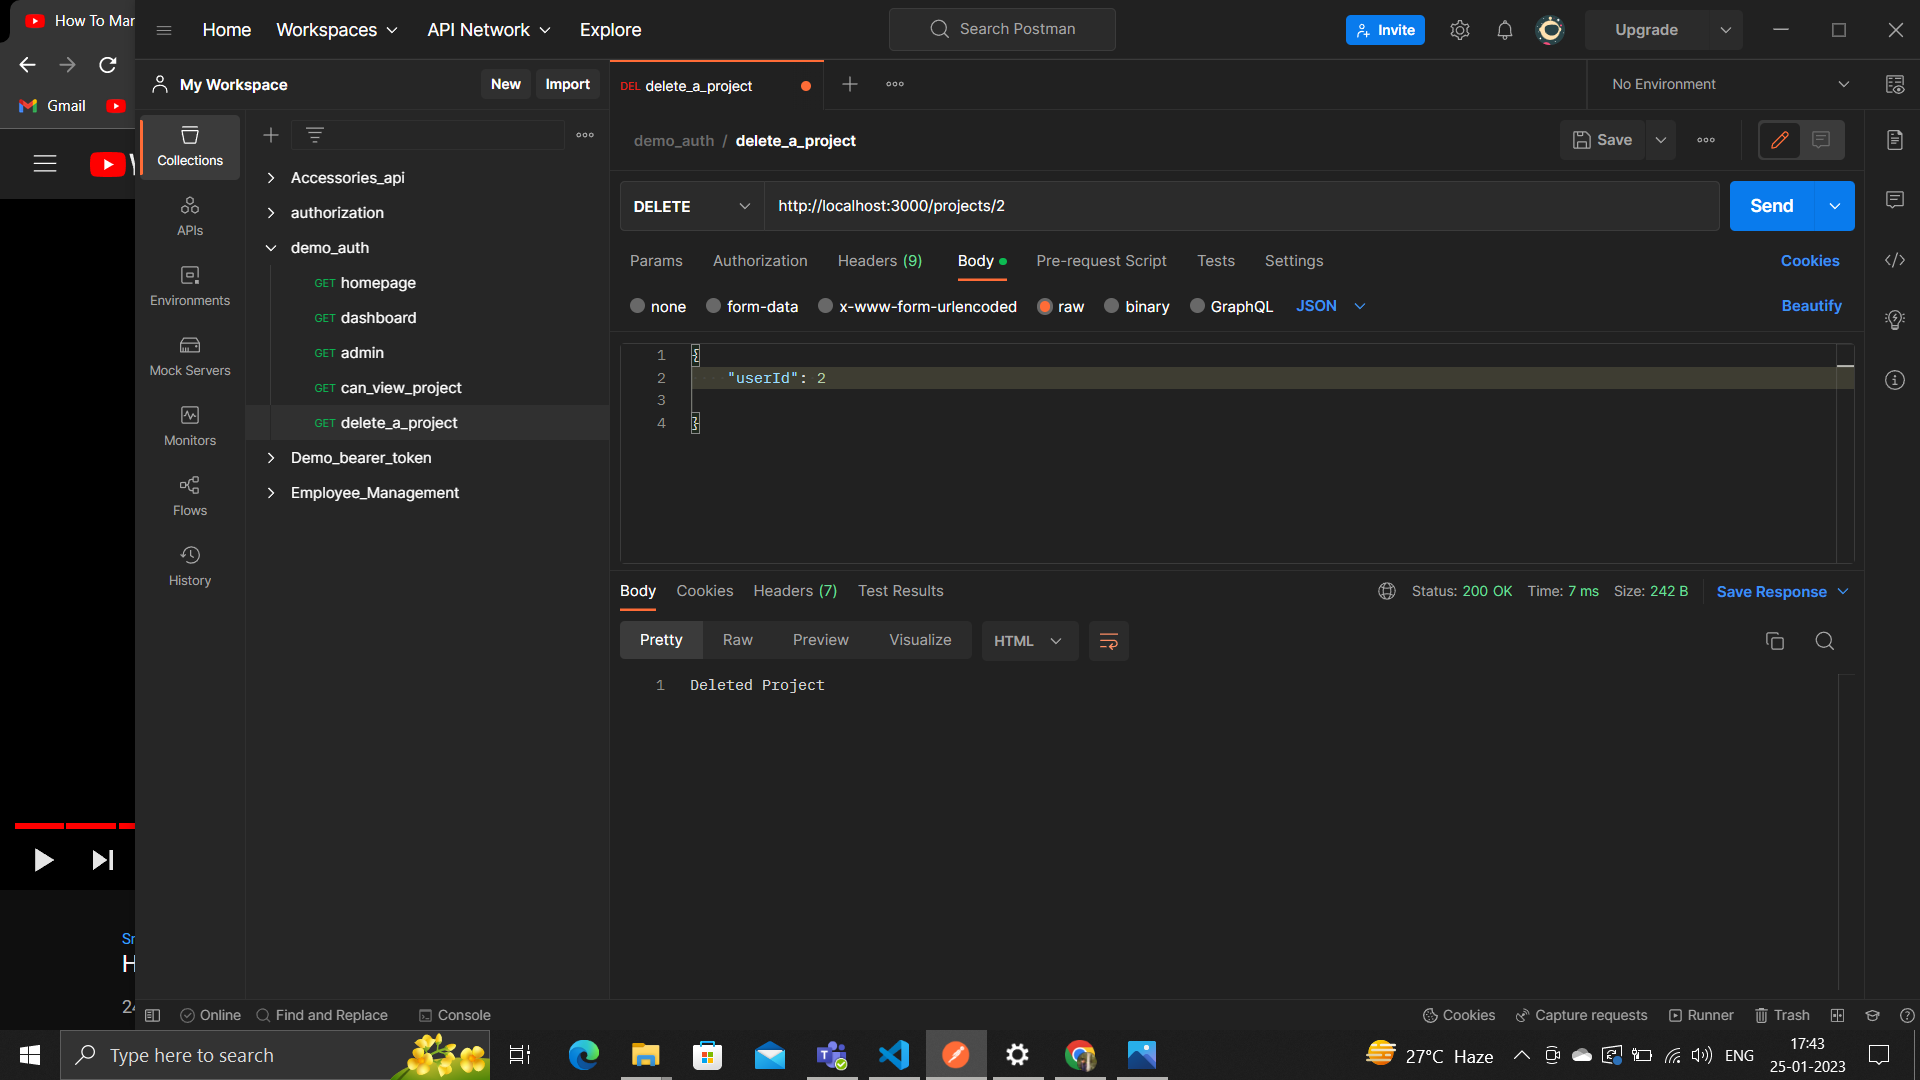 How To Mar
Home
Workspaces
API Network
Explore
Search Postman
Invite
Upgrade
My Workspace
New
Import
DEL delete_a_project
No Environment
Gmail
Collections
APIs
Environments
Mock Servers
Monitors
Flows
History
Accessories_api
authorization
demo_auth
GET homepage
GET dashboard
GET admin
GET can_view_project
GET delete_a_project
Demo_bearer_token
Employee_Management
demo_auth / delete_a_project
Save
DELETE
http://localhost:3000/projects/2
Send
Params
Authorization
Headers (9)
Body
Pre-request Script
Tests
Settings
Cookies
none
form-data
x-www-form-urlencoded
raw
binary
GraphQL
JSON
Beautify
1 {
2 "userId": 2
3
4 }
Body
Cookies
Headers (7)
Test Results
Status: 200 OK
Time: 7 ms
Size: 242 B
Save Response
Pretty
Raw
Preview
Visualize
HTML
1 Deleted Project
Sr
H
Online
Find and Replace
Console
Cookies
Capture requests
Runner
Trash
Type here to search
27°C Haze
ENG
17:43
25-01-2023